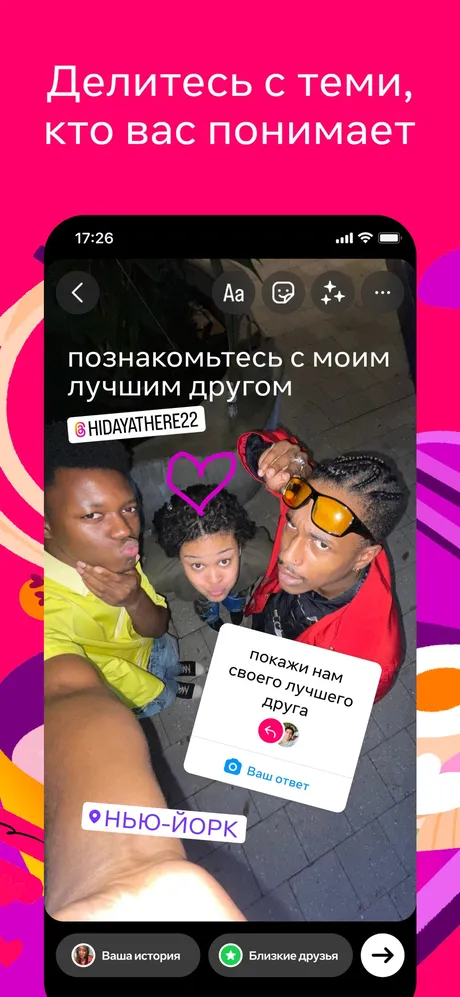 Делитесь с теми,
кто вас понимает
17:26
Aa
познакомьтесь с моим
лучшим другом
HIDAYATHERE22
покажи нам
своего лучшего
друга
Ваш ответ
НЬЮ-ЙОРК
Ваша история
Близкие друзья